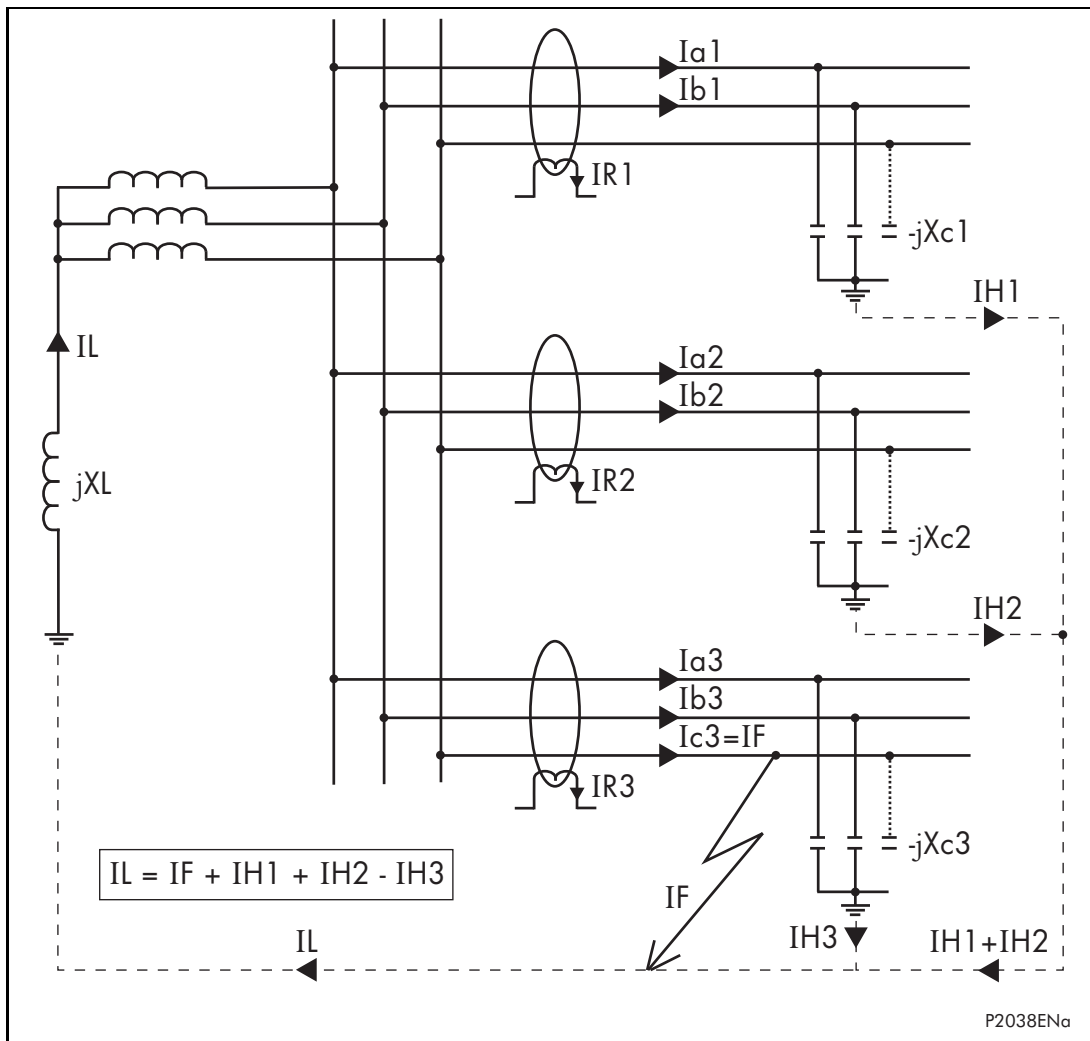 Ia1
Ib1
IR1
-jXc1
IH1
IL
Ia2
Ib2
jXL
IR2
-jXc2
IH2
Ia3
Ib3
Ic3=IF
IR3
-jXc3
IL = IF + IH1 + IH2 - IH3
IF
IL
IH3
IH1+IH2
P2038ENa